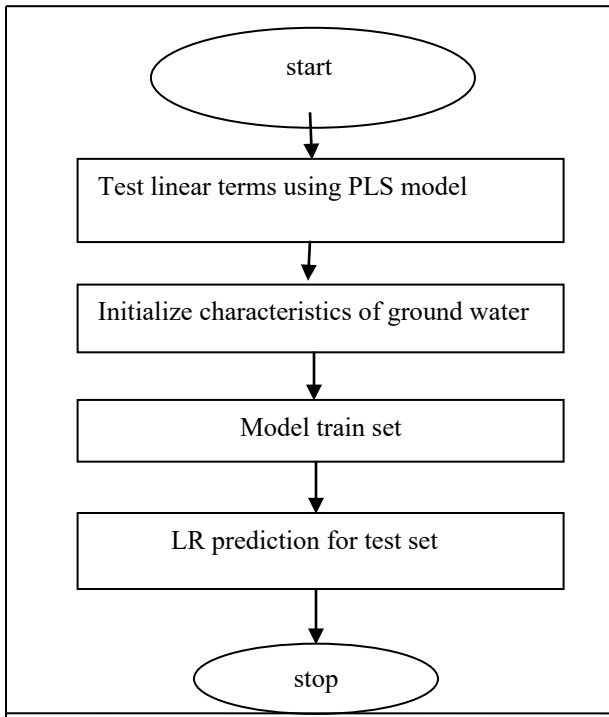 start
Test linear terms using PLS model
Initialize characteristics of ground water
Model train set
LR prediction for test set
stop